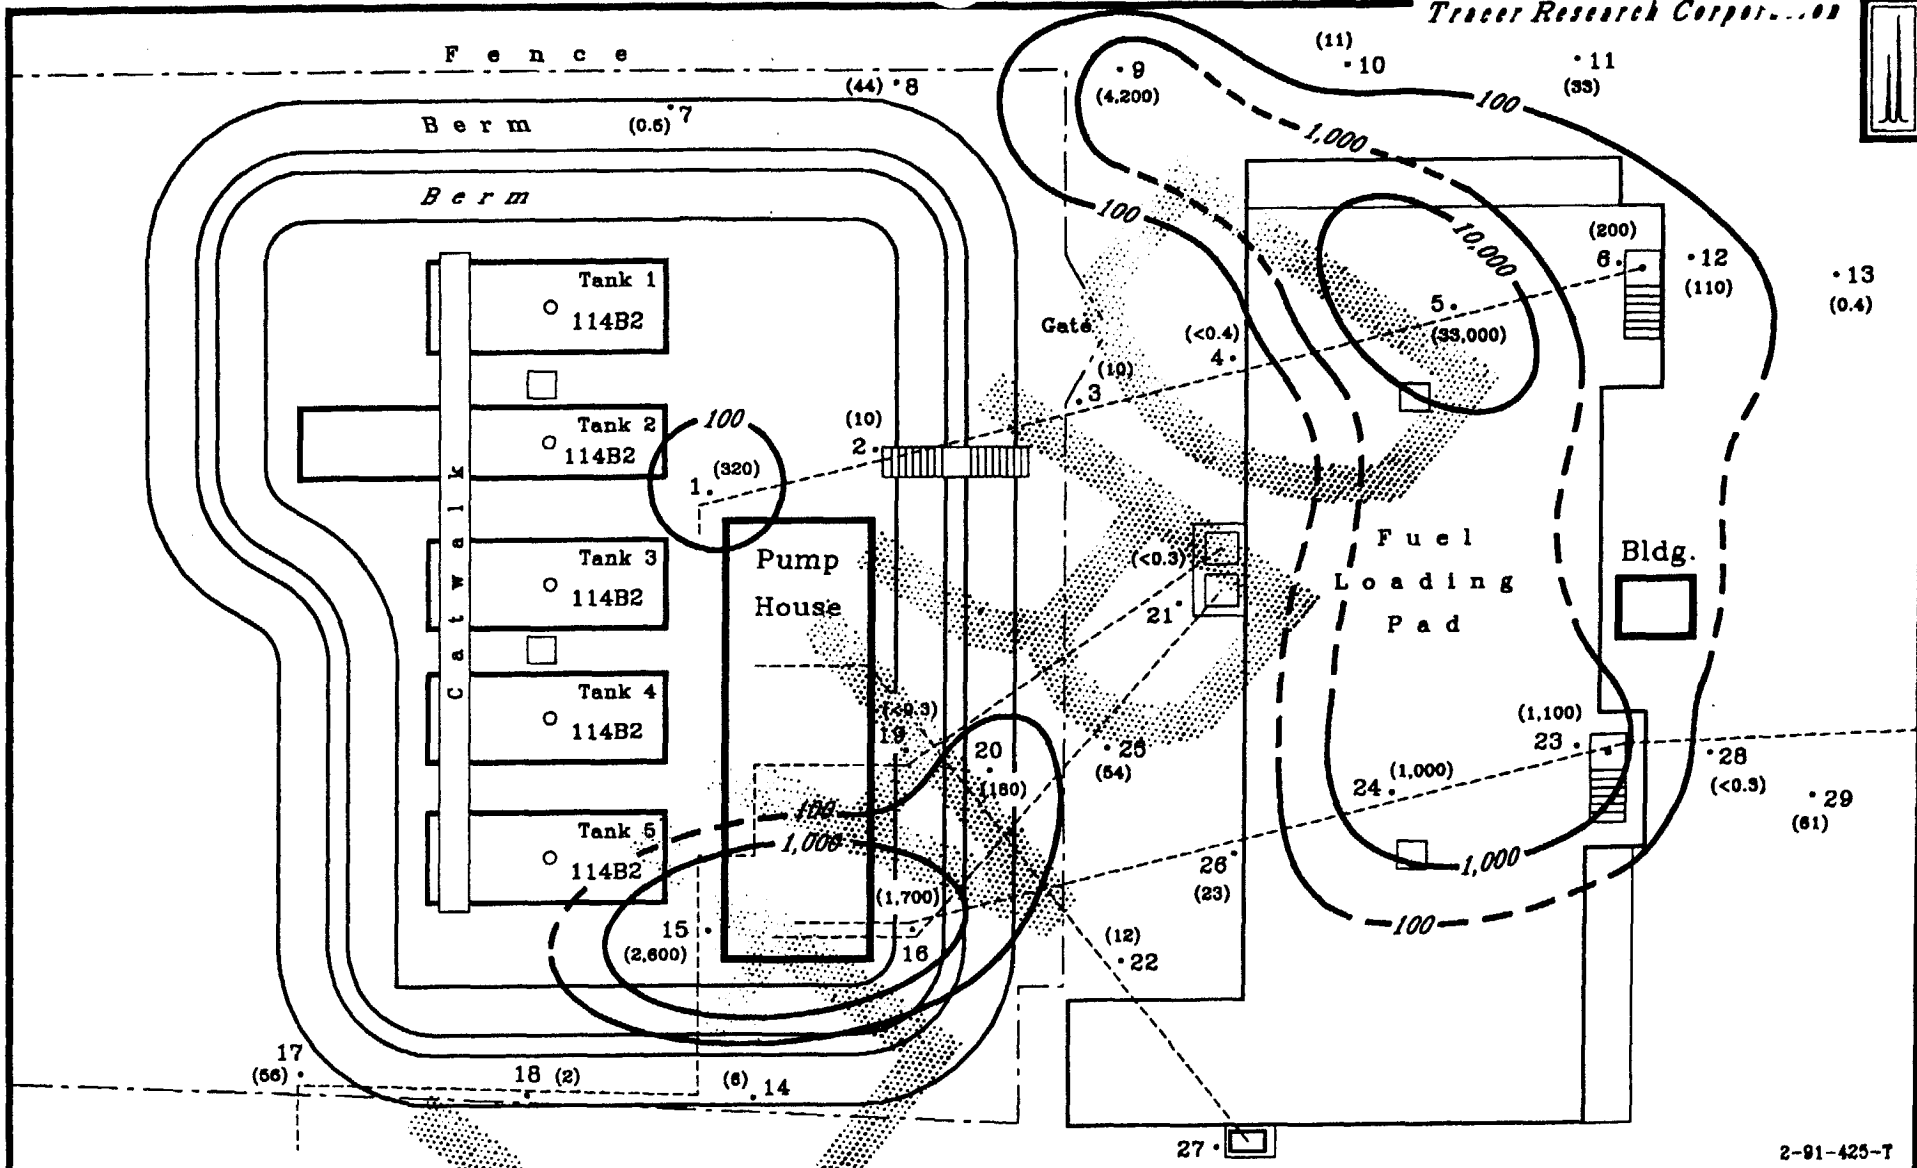 Tracer Research Corporation
Fence
(11)
10
11
(33)
9
(4,200)
(44)
8
7
(0.5)
Berm
Berm
100
1,000
100
10,000
(200)
6
12
(110)
13
(0.4)
Tank 1
114B2
Gate
5
(33,000)
(<0.4)
4
(10)
3
Tank 2
114B2
100
(10)
2
1
(320)
Catwalk
Tank 3
114B2
Pump
House
(<0.3)
21
Fuel
Loading
Pad
Bldg.
Tank 4
114B2
(<0.3)
19
20
(180)
25
(54)
(1,100)
23
24
(1,000)
28
(<0.3)
29
(61)
Tank 5
114B2
100
1,000
26
(23)
1,000
100
15
(2,600)
(1,700)
16
(12)
22
17
(56)
18 (2)
(6)
14
27
2-91-425-T